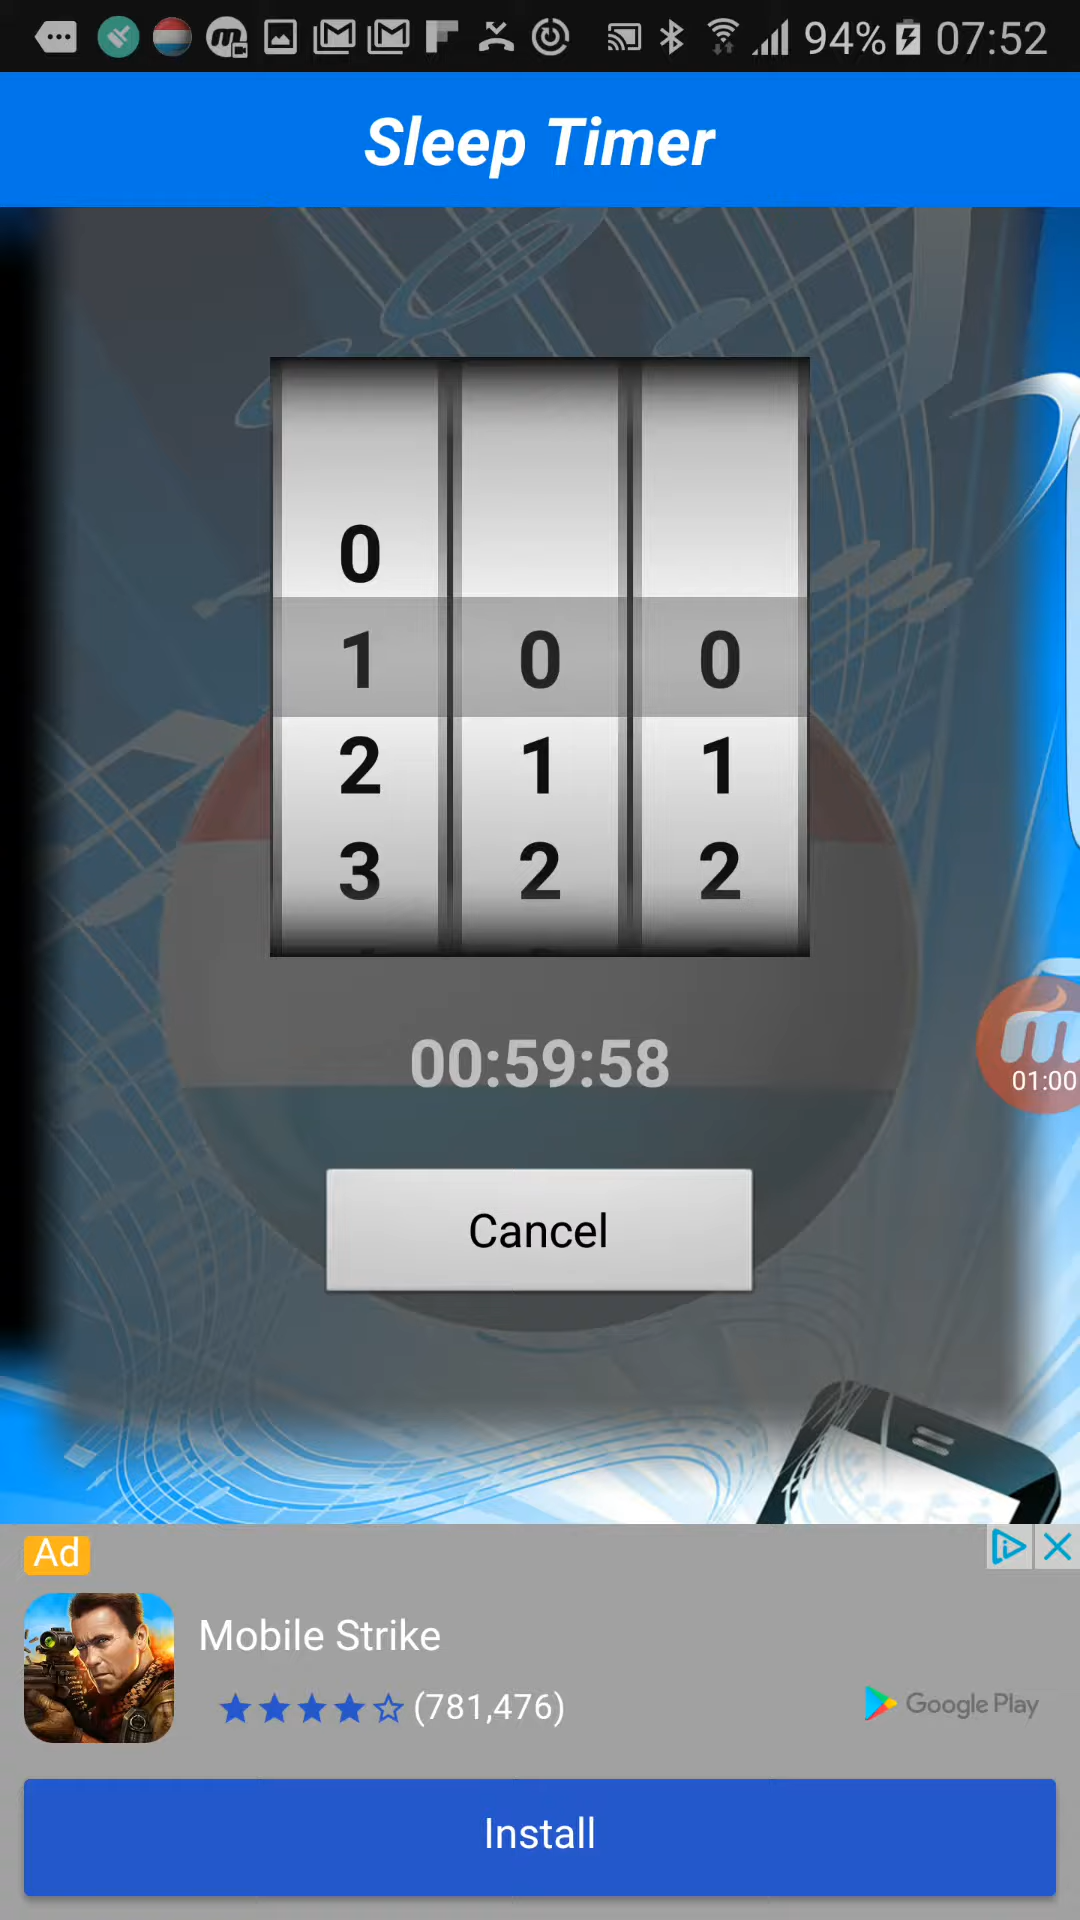 94% 07:52
Sleep Timer
0
1 0 0
2 1 1
3 2 2
00:59:58
01:00
Cancel
Ad
Mobile Strike
(781,476)
Google Play
Install